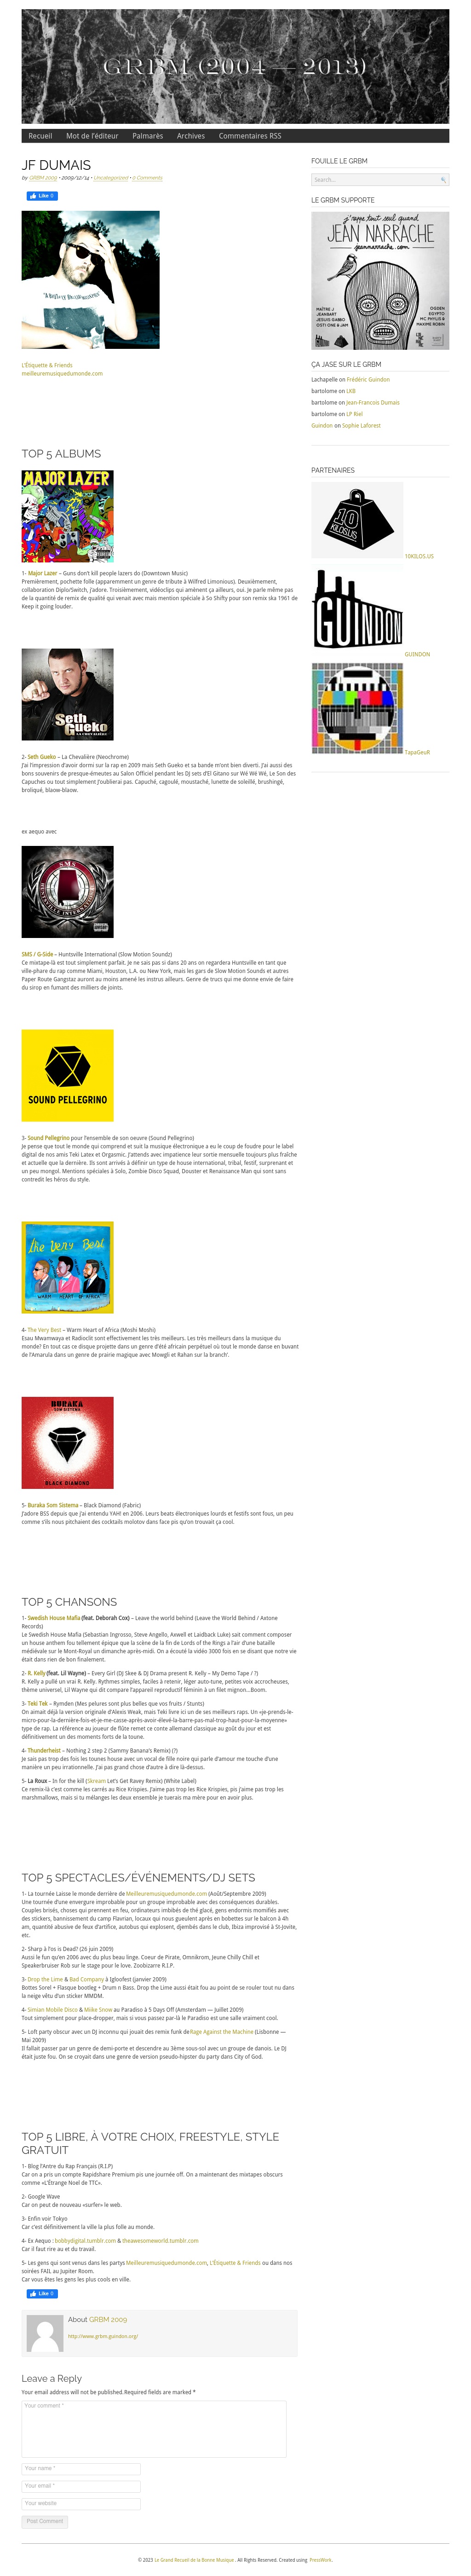 GRBM (2004 — 2013)
Recueil
Mot de l'éditeur
Palmarès
Archives
Commentaires RSS
JF DUMAIS
by GRBM 2009 • 2009/12/14 • Uncategorized • 2 Comments
Like 0
L'Étiquette & Friends
meilleuremusiquedumonde.com
TOP 5 ALBUMS
MAJOR LAZER
1- Major Lazer – Guns don't kill people lazers do (Downtown Music)
Premièrement, pochette folle (apparemment un genre de tribute à Wilfred Limonious). Deuxièmement,
collaboration Diplo/Switch, j'adore. Troisièmement, vidéoclips qui amènent ça ailleurs, oui. Je parle même pas
de la quantité de remix de qualité qui venait avec mais mention spéciale à So Shifty pour son remix ska 1961 de
Keep it going louder.
Seth Gueko
LA CHEVALIÈRE
2- Seth Gueko – La Chevalière (Neochrome)
J'ai l'impression d'avoir dormi sur la rap en 2009 mais Seth Gueko et sa bande m'ont bien diverti. J'ai aussi des
bons souvenirs de presque-émeutes au Salon Officiel pendant les DJ sets d'El Gitano sur Wé Wé Wé, Le Son des
Capuches ou tout simplement J'oublierai pas. Capuché, cagoulé, moustaché, lunette de soleillé, brushingé,
broliqué, blaow-blaow.
ex aequo avec
SMS
HUNTSVILLE INTERNATIONAL
SMS / G-Side – Huntsville International (Slow Motion Soundz)
Ce mixtape-là est tout simplement parfait. Je ne sais pas si dans 20 ans on regardera Huntsville en tant que
ville-phare du rap comme Miami, Houston, L.A. ou New York, mais les gars de Slow Motion Soundz et autres
Paper Route Gangstaz auront au moins amené les instrus ailleurs. Genre de trucs qui me donne envie de faire
du sirop en fumant des milliers de joints.
SOUND PELLEGRINO
3- Sound Pellegrino pour l'ensemble de son oeuvre (Sound Pellegrino)
Je pense que tout le monde qui comprend et suit la musique électronique a eu le coup de foudre pour le label
digital de nos amis Teki Latex et Orgasmic. J'attends avec impatience leur sortie mensuelle toujours plus fraîche
et actuelle que la dernière. Ils sont arrivés à définir un type de house international, tribal, festif, surprenant et
un peu mongol. Mentions spéciales à Solo, Zombie Disco Squad, Douster et Renaissance Man qui sont sans
contredit les héros du style.
the Very Best
WARM HEART OF AFRICA
4- The Very Best – Warm Heart of Africa (Moshi Moshi)
Esau Mwamwaya et Radioclit sont effectivement les très meilleurs. Les très meilleurs dans la musique du
monde? En tout cas ce disque projette dans un genre d'été africain perpétuel où tout le monde danse en buvant
de l'Amarula dans un genre de prairie magique avec Mowgli et Rahan sur la branch'.
BURAKA
SOM SISTEMA
BLACK DIAMOND
5- Buraka Som Sistema – Black Diamond (Fabric)
J'adore BSS depuis que j'ai entendu YAH! en 2006. Leurs beats électroniques lourds et festifs sont fous, un peu
comme s'ils nous pitchaient des cocktails molotov dans face pis qu'on trouvait ça cool.
TOP 5 CHANSONS
1- Swedish House Mafia (feat. Deborah Cox) – Leave the world behind (Leave the World Behind / Axtone
Records)
Le Swedish House Mafia (Sebastian Ingrosso, Steve Angello, Axwell et Laidback Luke) sait comment composer
un house anthem fou tellement épique que la scène de la fin de Lords of the Rings a l'air d'une bataille
médiévale sur le Mont-Royal un dimanche après-midi. On a écouté la vidéo 3000 fois en se disant notre vie était
était dans rien de bon finalement.
2- R. Kelly (feat. Lil Wayne) – Every Girl (DJ Skee & DJ Drama present R. Kelly – My Demo Tape / ?)
R. Kelly a pullé un vrai R. Kelly. Rythmes simples, faciles à retenir, léger auto-tune, petites voix accrocheuses,
thème universel, Lil Wayne qui dit compare l'appareil reproductif féminin à un filet mignon...Boom.
3- Teki Tek – Rymden (Mes pelures sont plus belles que vos fruits / Stunts)
On aimait déjà la version originale d'Alexis Weak, mais Teki livre ici un de ses meilleurs raps. Un «je-prends-le-
micro-pour-la-dernière-fois-et-je-me-casse-après-avoir-élevé-la-barre-pas-mal-trop-haut-pour-la-moyenne»
type de rap. La référence au joueur de flûte remet ce conte allemand classique au goût du jour et est
définitivement un des moments forts de la toune.
4- Thunderheist – Nothing 2 step 2 (Sammy Banana's Remix) (?)
Je sais pas trop des fois les tounes house avec un vocal de fille noire qui parle d'amour me touche d'une
manière un peu irrationnelle. J'ai pas grand chose d'autre à dire là-dessus.
5- La Roux – In for the kill (Skream Let's Get Ravey Remix) (White Label)
Ce remix-là c'est comme les carrés au Rice Krispies. J'aime pas trop les Rice Krispies, pis j'aime pas trop les
marshmallows, mais si tu mélanges les deux ensemble je tuerais ma mère pour en avoir plus.
TOP 5 SPECTACLES/ÉVÉNEMENTS/DJ SETS
1- La tournée Laisse le monde derrière de Meilleuremusiquedumonde.com (Août/Septembre 2009)
Une tournée d'une envergure improbable pour un groupe improbable avec des conséquences durables.
Couples brisés, choses qui prennent en feu, ordinateurs imbibés de thé glacé, gens endormis modifiés avec
des stickers, bannissement du camp Flavrian, locaux qui nous gueulent après en bobettes sur le balcon à 4h
am, gens qui chutent en bas de leur balcon, autobus qui explosent, djembés dans le club, Ibiza improvisé à St-Jovite,
etc.
2- Sharp à l'os is Dead? (26 juin 2009)
Aussi le fun qu'en 2006 avec du plus beau linge. Coeur de Pirate, Omnikrom, Jeune Chilly Chill et
Speakerbruiser Rob sur le stage pour le love. Zoobizarre R.I.P.
3- Drop the Lime & Bad Company à Igloofest (janvier 2009)
Bottes Sorel + Flasque bootleg + Drum n Bass. Drop the Lime aussi était fou au point de se rouler tout nu dans
la neige vêtu d'un sticker MMDM.
4- Simian Mobile Disco & Mike Snow au Paradiso à 5 Days Off (Amsterdam — Juillet 2009)
Tout simplement pour place-dropper, mais si vous passez par-là le Paradiso est une salle vraiment cool.
5- Loft party obscur avec un DJ inconnu qui jouait des remix funk de Rage Against the Machine (Lisbonne —
Mai 2009)
Il fallait passer par un genre de demi-porte et descendre au 3ème sous-sol avec un groupe de danois. Le DJ
était juste fou. On se croyait dans une genre de version pseudo-hipster du party dans City of God.
TOP 5 LIBRE, À VOTRE CHOIX, FREESTYLE, STYLE
GRATUIT
1- Blog l'Antre du Rap Français (R.I.P)
Car on a pris un compte Rapidshare Premium pis une journée off. On a maintenant des mixtapes obscurs
comme «L'Étrange Noel de TTC».
2- Google Wave
Car on peut de nouveau «surfer» le web.
3- Enfin voir Tokyo
Car c'est définitivement la ville la plus folle au monde.
4- Ex Aequo : bobbydigital.tumblr.com & theawesomeworld.tumblr.com
Car il faut rire au et du travail.
5- Les gens qui sont venus dans les partys Meilleuremusiquedumonde.com, L'Étiquette & Friends ou dans nos
soirées FAIL au Jupiter Room.
Car vous êtes les gens les plus cools en ville.
Like 0
About GRBM 2009
http://www.grbm.guindon.org/
Leave a Reply
Your email address will not be published.Required fields are marked *
Your comment *
Your name *
Your email *
Your website
Post Comment
FOUILLE LE GRBM
Search...
LE GRBM SUPPORTE
j'rappe tout seul quand
JEAN NARRACHE
jeannarrache.com
MAÎTRE J
JEANBART
JESUIS GABIO
OSTI ONE & JAM
OGDEN
EGYPTO
MC PHYLIS &
MAXIME ROBIN
ÇA JASE SUR LE GRBM
Lachapelle on Frédéric Guindon
bartolome on LKB
bartolome on Jean-Francois Dumais
bartolome on LP Riel
Guindon on Sophie Laforest
PARTENAIRES
10
KILOS.US
10KILOS.US
GUINDON
GUINDON
TapaGeuR
© 2023 Le Grand Recueil de la Bonne Musique. All Rights Reserved. Created using PressWork.